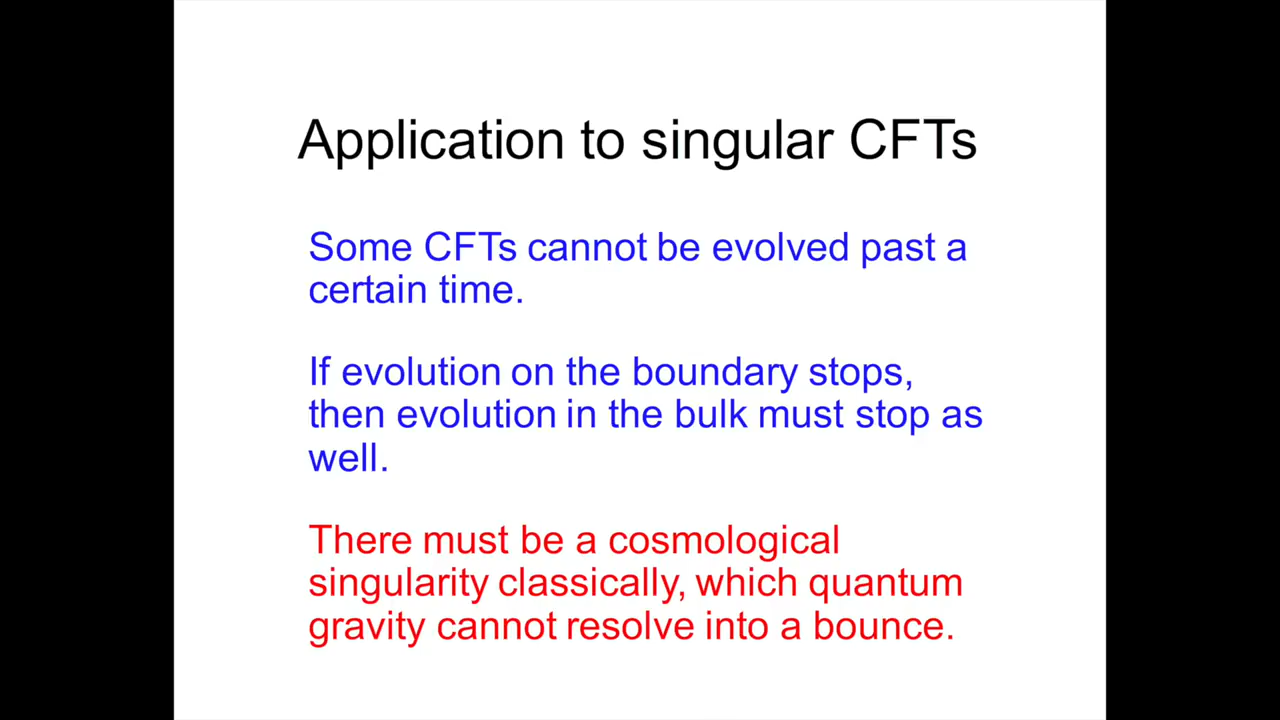 Application to singular CFTs
Some CFTs cannot be evolved past a
certain time.
If evolution on the boundary stops,
then evolution in the bulk must stop as
well.
There must be a cosmological
singularity classically, which quantum
gravity cannot resolve into a bounce.